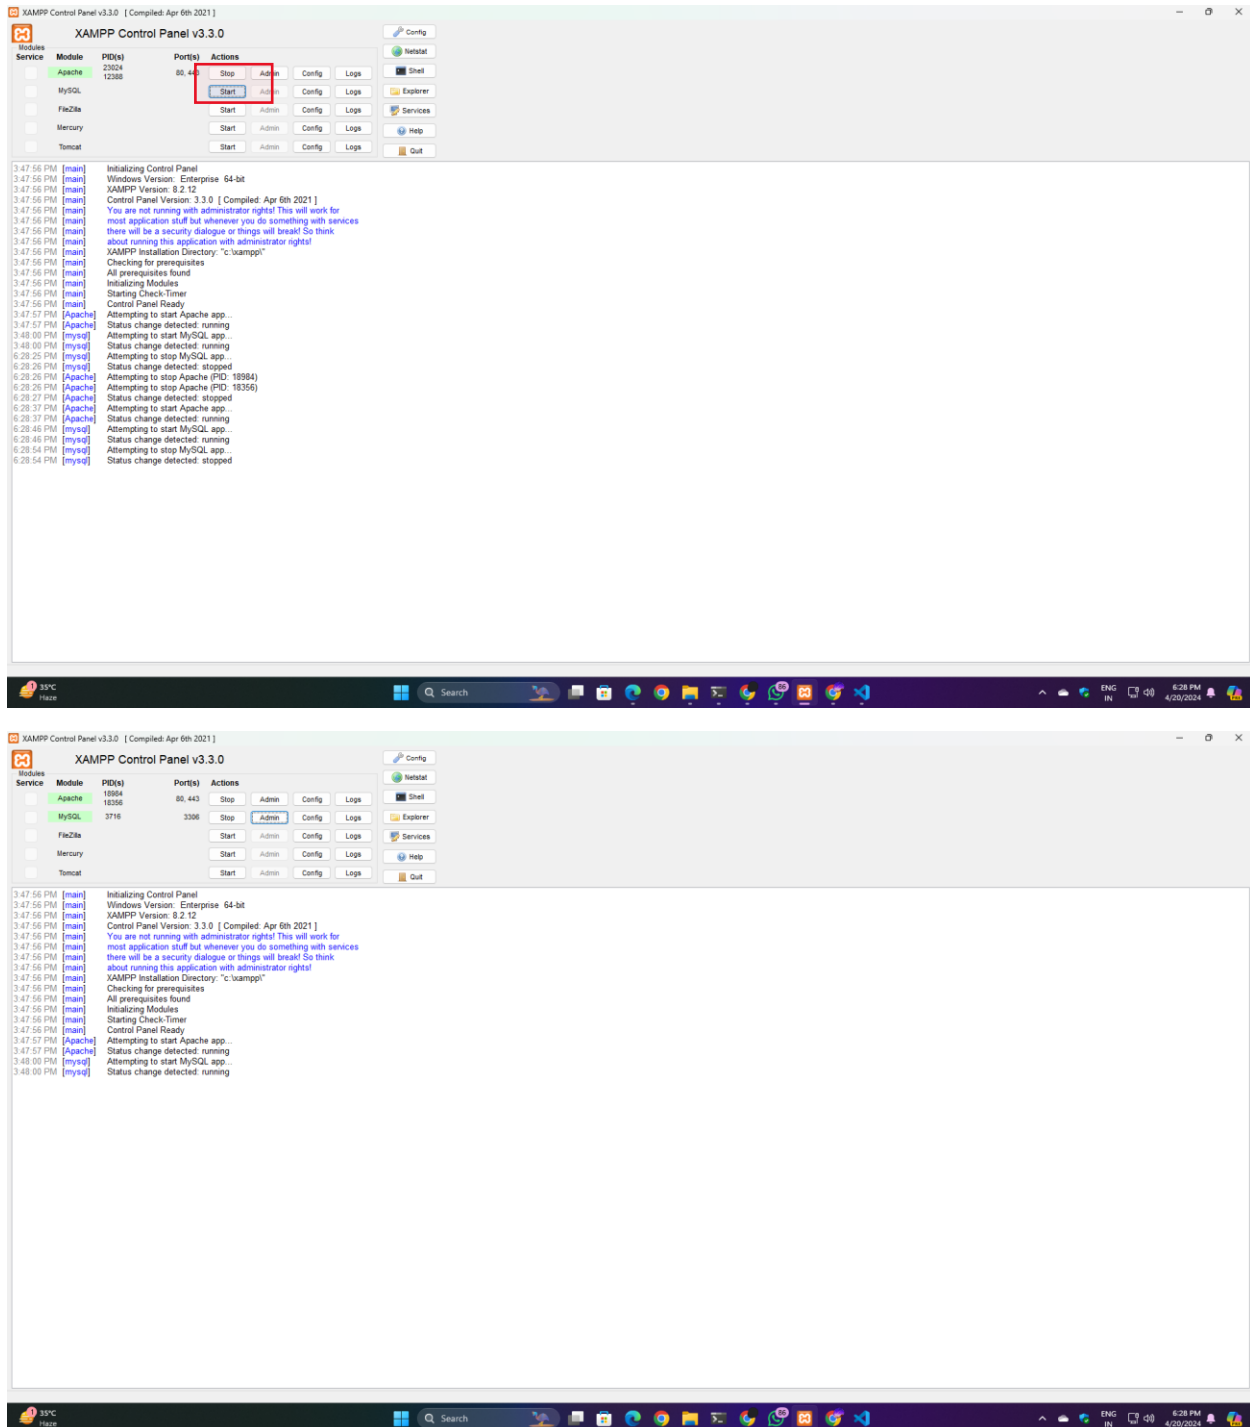 XAMPP Control Panel v3.3.0 [ Compiled: Apr 6th 2021 ]
XAMPP Control Panel v3.3.0
Config
Modules
Service Module PID(s) Port(s) Actions
Netstat
Apache 23024 12388 80, 443 Stop Admin Config Logs
Shell
MySQL Start Admin Config Logs
Explorer
FileZilla Start Admin Config Logs
Services
Mercury Start Admin Config Logs
Help
Tomcat Start Admin Config Logs
Quit
3:47:56 PM [main] Initializing Control Panel
3:47:56 PM [main] Windows Version: Enterprise 64-bit
3:47:56 PM [main] XAMPP Version: 8.2.12
3:47:56 PM [main] Control Panel Version: 3.3.0 [ Compiled: Apr 6th 2021 ]
3:47:56 PM [main] You are not running with administrator rights! This will work for
3:47:56 PM [main] most application stuff but whenever you do something with services
3:47:56 PM [main] there will be a security dialogue or things will break! So think
3:47:56 PM [main] about running this application with administrator rights!
3:47:56 PM [main] XAMPP Installation Directory: "c:\xampp\"
3:47:56 PM [main] Checking for prerequisites
3:47:56 PM [main] All prerequisites found
3:47:56 PM [main] Initializing Modules
3:47:56 PM [main] Starting Check-Timer
3:47:56 PM [main] Control Panel Ready
3:47:57 PM [Apache] Attempting to start Apache app...
3:47:57 PM [Apache] Status change detected: running
3:48:00 PM [mysql] Attempting to start MySQL app...
3:48:00 PM [mysql] Status change detected: running
6:28:25 PM [mysql] Attempting to stop MySQL app...
6:28:26 PM [mysql] Status change detected: stopped
6:28:26 PM [Apache] Attempting to stop Apache (PID: 18984)
6:28:26 PM [Apache] Attempting to stop Apache (PID: 18356)
6:28:27 PM [Apache] Status change detected: stopped
6:28:37 PM [Apache] Attempting to start Apache app...
6:28:37 PM [Apache] Status change detected: running
6:28:46 PM [mysql] Attempting to start MySQL app...
6:28:46 PM [mysql] Status change detected: running
6:28:54 PM [mysql] Attempting to stop MySQL app...
6:28:54 PM [mysql] Status change detected: stopped
1 35°C Haze
Search
86
ENG IN
6:28 PM 4/20/2024
XAMPP Control Panel v3.3.0 [ Compiled: Apr 6th 2021 ]
XAMPP Control Panel v3.3.0
Config
Modules
Service Module PID(s) Port(s) Actions
Netstat
Apache 18984 18356 80, 443 Stop Admin Config Logs
Shell
MySQL 3716 3306 Stop Admin Config Logs
Explorer
FileZilla Start Admin Config Logs
Services
Mercury Start Admin Config Logs
Help
Tomcat Start Admin Config Logs
Quit
3:47:56 PM [main] Initializing Control Panel
3:47:56 PM [main] Windows Version: Enterprise 64-bit
3:47:56 PM [main] XAMPP Version: 8.2.12
3:47:56 PM [main] Control Panel Version: 3.3.0 [ Compiled: Apr 6th 2021 ]
3:47:56 PM [main] You are not running with administrator rights! This will work for
3:47:56 PM [main] most application stuff but whenever you do something with services
3:47:56 PM [main] there will be a security dialogue or things will break! So think
3:47:56 PM [main] about running this application with administrator rights!
3:47:56 PM [main] XAMPP Installation Directory: "c:\xampp\"
3:47:56 PM [main] Checking for prerequisites
3:47:56 PM [main] All prerequisites found
3:47:56 PM [main] Initializing Modules
3:47:56 PM [main] Starting Check-Timer
3:47:56 PM [main] Control Panel Ready
3:47:57 PM [Apache] Attempting to start Apache app...
3:47:57 PM [Apache] Status change detected: running
3:48:00 PM [mysql] Attempting to start MySQL app...
3:48:00 PM [mysql] Status change detected: running
1 35°C Haze
Search
86
ENG IN
6:28 PM 4/20/2024